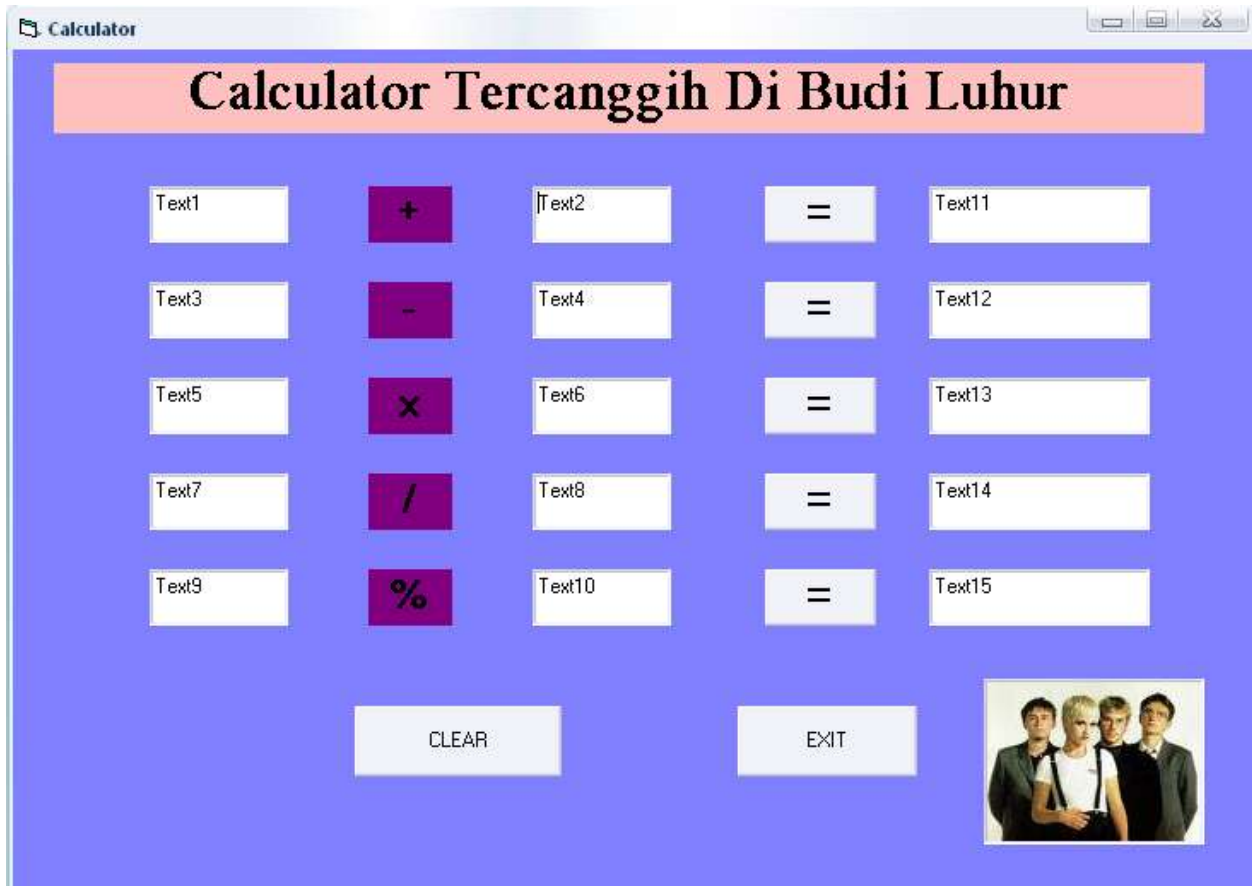 Calculator
Calculator Tercanggih Di Budi Luhur
Text1 + Text2 = Text11
Text3 - Text4 = Text12
Text5 x Text6 = Text13
Text7 / Text8 = Text14
Text9 % Text10 = Text15
CLEAR EXIT